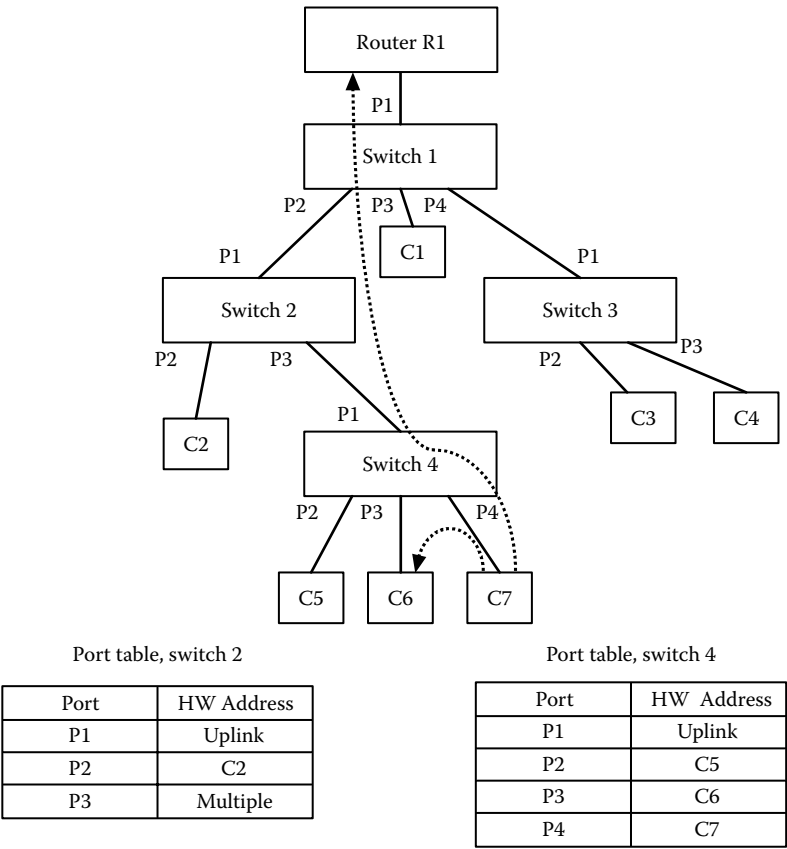 Router R1
P1
Switch 1
P2 P3 P4
C1
P1 P1
Switch 2 Switch 3
P2 P3 P2 P3
C2 C3 C4
P1
Switch 4
P2 P3 P4
C5 C6 C7
Port table, switch 2
Port HW Address
P1 Uplink
P2 C2
P3 Multiple
Port table, switch 4
Port HW Address
P1 Uplink
P2 C5
P3 C6
P4 C7